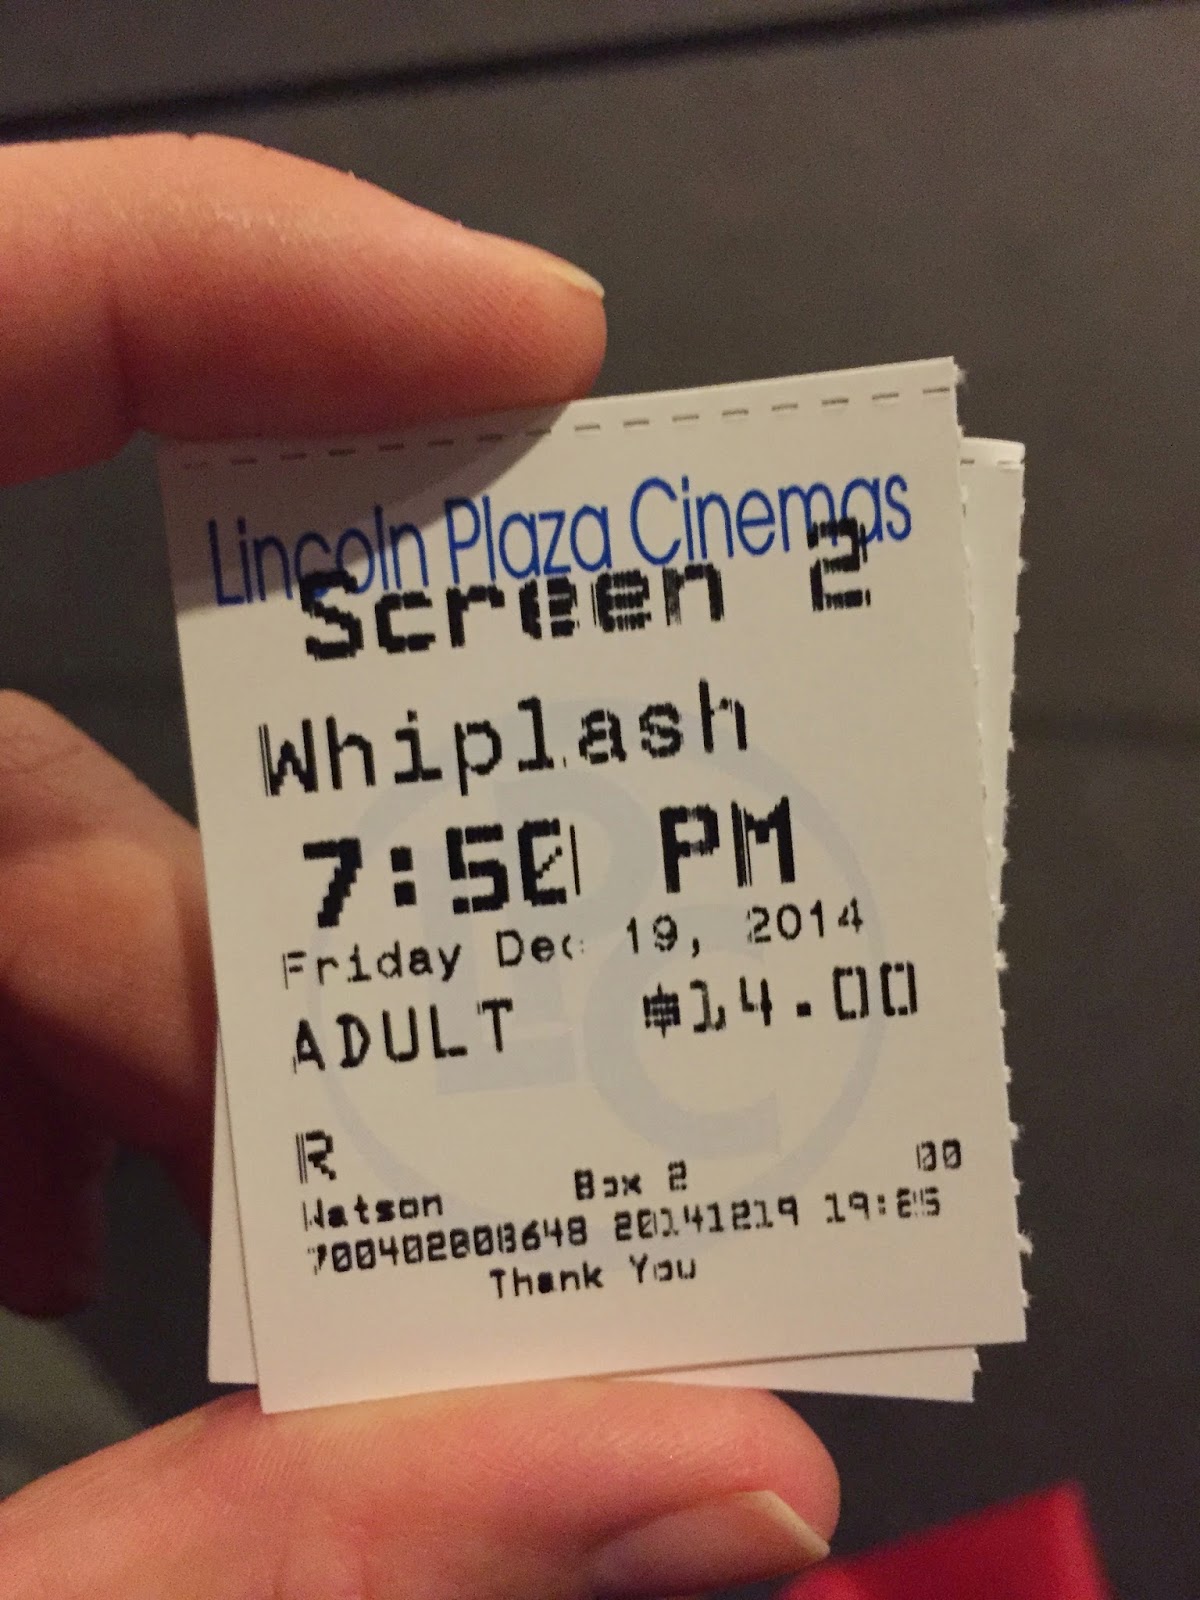 Lincoln Plaza Cinemas
Screen 2
Whiplash
7:50 PM
Friday Dec 19, 2014
ADULT $14.00
R
Watson Box 2 00
20141219 19:25
Thank You